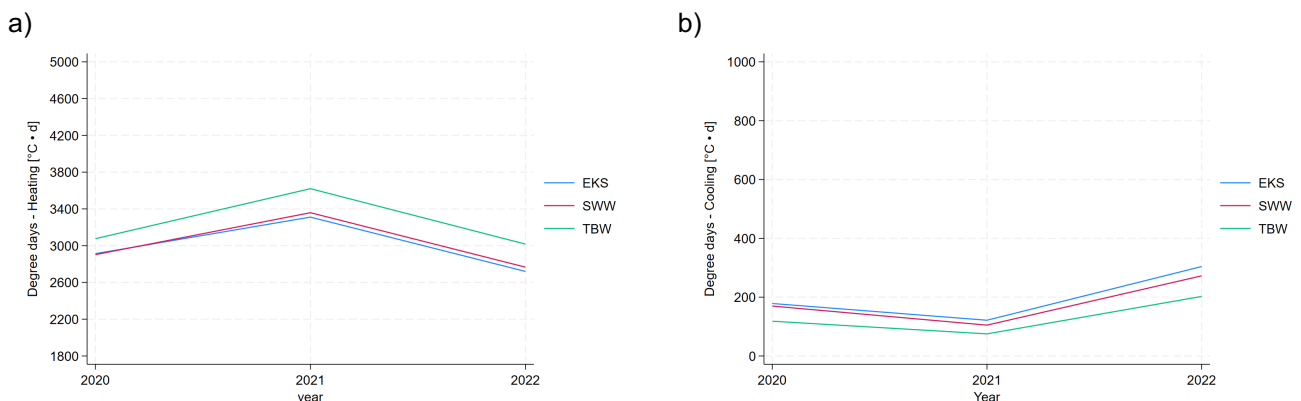 a)
Degree days - Heating [°C • d]
5000
4600
4200
3800
3400
3000
2600
2200
1800
2020
2021
2022
year
EKS
SWW
TBW
b)
Degree days - Cooling [°C • d]
1000
800
600
400
200
0
2020
2021
2022
Year
EKS
SWW
TBW